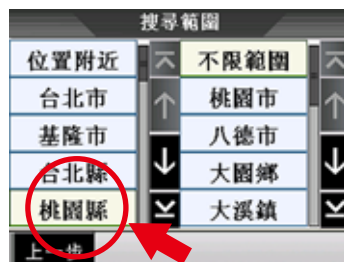 搜尋範圍
位置附近
不限範圍
台北市
桃園市
基隆市
八德市
台北縣
大園鄉
桃園縣
大溪鎮
上一步